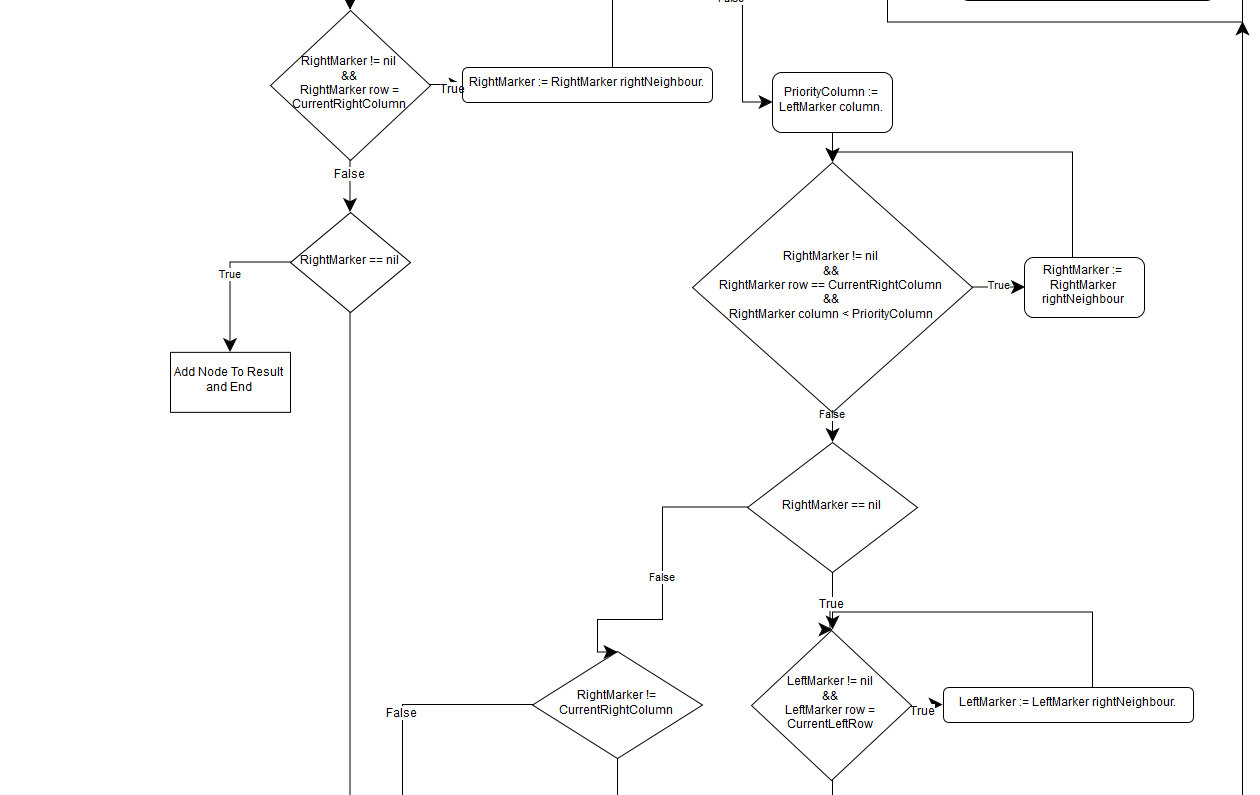 False
RightMarker != nil
&&
RightMarker row =
CurrentRightColumn
True
RightMarker := RightMarker rightNeighbour.
PriorityColumn :=
LeftMarker column.
False
RightMarker == nil
True
Add Node To Result
and End
RightMarker != nil
&&
RightMarker row == CurrentRightColumn
&&
RightMarker column < PriorityColumn
True
RightMarker :=
RightMarker
rightNeighbour
False
RightMarker == nil
False
True
RightMarker !=
CurrentRightColumn
False
LeftMarker != nil
&&
LeftMarker row =
CurrentLeftRow
True
LeftMarker := LeftMarker rightNeighbour.